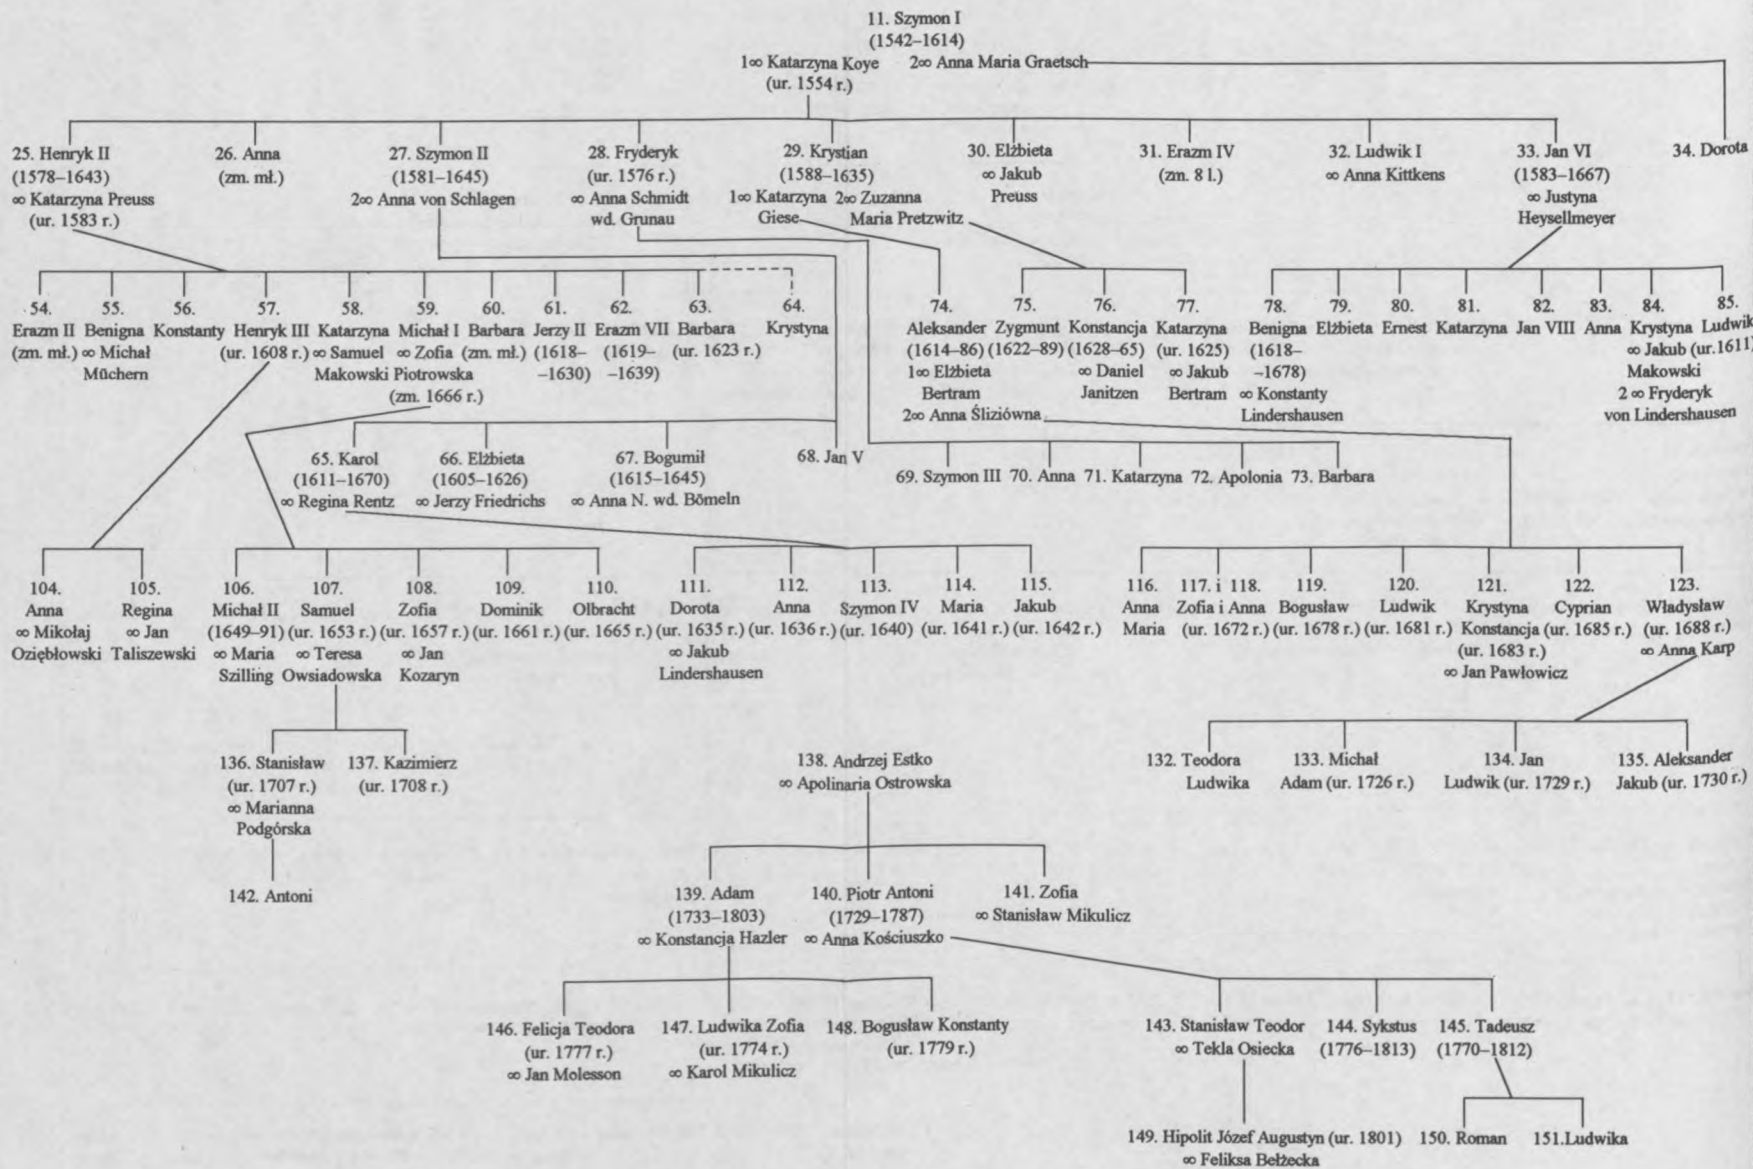 11. Szymon I
(1542–1614)
1∞ Katarzyna Koye 2∞ Anna Maria Graetsch
(ur. 1554 r.)
25. Henryk II
(1578–1643)
∞ Katarzyna Preuss
(ur. 1583 r.)
26. Anna
(zm. mł.)
27. Szymon II
(1581–1645)
2∞ Anna von Schlagen
28. Fryderyk
(ur. 1576 r.)
∞ Anna Schmidt
wd. Grunau
29. Krystian
(1588–1635)
1∞ Katarzyna 2∞ Zuzanna
Giese Maria Pretzwitz
30. Elżbieta
∞ Jakub
Preuss
31. Erazm IV
(zm. 8 l.)
32. Ludwik I
∞ Anna Kittkens
33. Jan VI
(1583–1667)
∞ Justyna
Heysellmeyer
34. Dorota
54.
Erazm II
(zm. mł.)
55.
Benigna
∞ Michał
Müchern
56.
Konstanty
57.
Henryk III
(ur. 1608 r.)
58.
Katarzyna
∞ Samuel
Makowski
59.
Michał I
∞ Zofia
Piotrowska
(zm. 1666 r.)
60.
Barbara
(zm. mł.)
61.
Jerzy II
(1618–
–1630)
62.
Erazm VII
(1619–
–1639)
63.
Barbara
(ur. 1623 r.)
64.
Krystyna
74.
Aleksander
(1614–86)
1∞ Elżbieta
Bertram
2∞ Anna Śliziówna
75.
Zygmunt
(1622–89)
76.
Konstancja
(1628–65)
∞ Daniel
Janitzen
77.
Katarzyna
(ur. 1625)
∞ Jakub
Bertram
78.
Benigna
(1618–
–1678)
∞ Konstanty
Lindershausen
79.
Elżbieta
80.
Ernest
81.
Katarzyna
82.
Jan VIII
83.
Anna
84.
Krystyna
∞ Jakub
Makowski
2 ∞ Fryderyk
von Lindershausen
85.
Ludwik
(ur.1611)
65. Karol
(1611–1670)
∞ Regina Rentz
66. Elżbieta
(1605–1626)
∞ Jerzy Friedrichs
67. Bogumił
(1615–1645)
∞ Anna N. wd. Bömeln
68. Jan V
69. Szymon III 70. Anna 71. Katarzyna 72. Apolonia 73. Barbara
104.
Anna
∞ Mikołaj
Oziębłowski
105.
Regina
∞ Jan
Taliszewski
106.
Michał II
(1649–91)
∞ Maria
Szilling
107.
Samuel
(ur. 1653 r.)
∞ Teresa
Owsiadowska
108.
Zofia
(ur. 1657 r.)
∞ Jan
Kozaryn
109.
Dominik
(ur. 1661 r.)
110.
Olbracht
(ur. 1665 r.)
111.
Dorota
(ur. 1635 r.)
∞ Jakub
Lindershausen
112.
Anna
(ur. 1636 r.)
113.
Szymon IV
(ur. 1640)
114.
Maria
(ur. 1641 r.)
115.
Jakub
(ur. 1642 r.)
116.
Anna
Maria
117. i 118.
Zofia i Anna
(ur. 1672 r.)
119.
Bogusław
(ur. 1678 r.)
120.
Ludwik
(ur. 1681 r.)
121.
Krystyna
Konstancja
(ur. 1683 r.)
∞ Jan Pawłowicz
122.
Cyprian
(ur. 1685 r.)
123.
Władysław
(ur. 1688 r.)
∞ Anna Karp
136. Stanisław
(ur. 1707 r.)
∞ Marianna
Podgórska
137. Kazimierz
(ur. 1708 r.)
138. Andrzej Estko
∞ Apolinaria Ostrowska
132. Teodora
Ludwika
133. Michał
Adam (ur. 1726 r.)
134. Jan
Ludwik (ur. 1729 r.)
135. Aleksander
Jakub (ur. 1730 r.)
142. Antoni
139. Adam
(1733–1803)
∞ Konstancja Hazler
140. Piotr Antoni
(1729–1787)
∞ Anna Kościuszko
141. Zofia
∞ Stanisław Mikulicz
146. Felicja Teodora
(ur. 1777 r.)
∞ Jan Molesson
147. Ludwika Zofia
(ur. 1774 r.)
∞ Karol Mikulicz
148. Bogusław Konstanty
(ur. 1779 r.)
143. Stanisław Teodor
∞ Tekla Osiecka
144. Sykstus
(1776–1813)
145. Tadeusz
(1770–1812)
149. Hipolit Józef Augustyn (ur. 1801)
∞ Feliksa Bełżecka
150. Roman
151.Ludwika